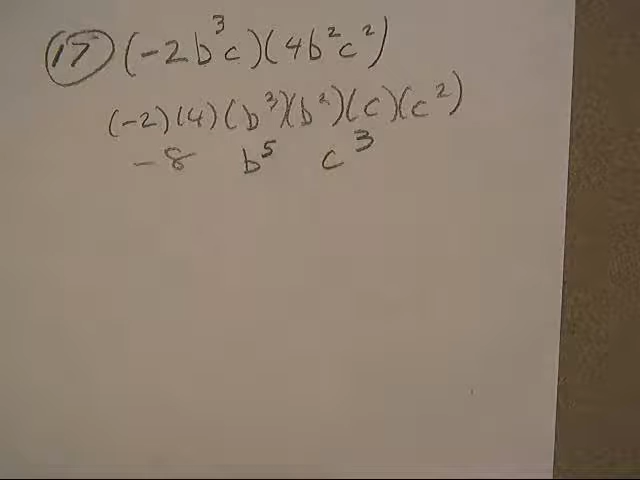 17 (-2b³c)(4b²c²)
(-2)(4)(b³)(b²)(c)(c²)
-8 b⁵ c³